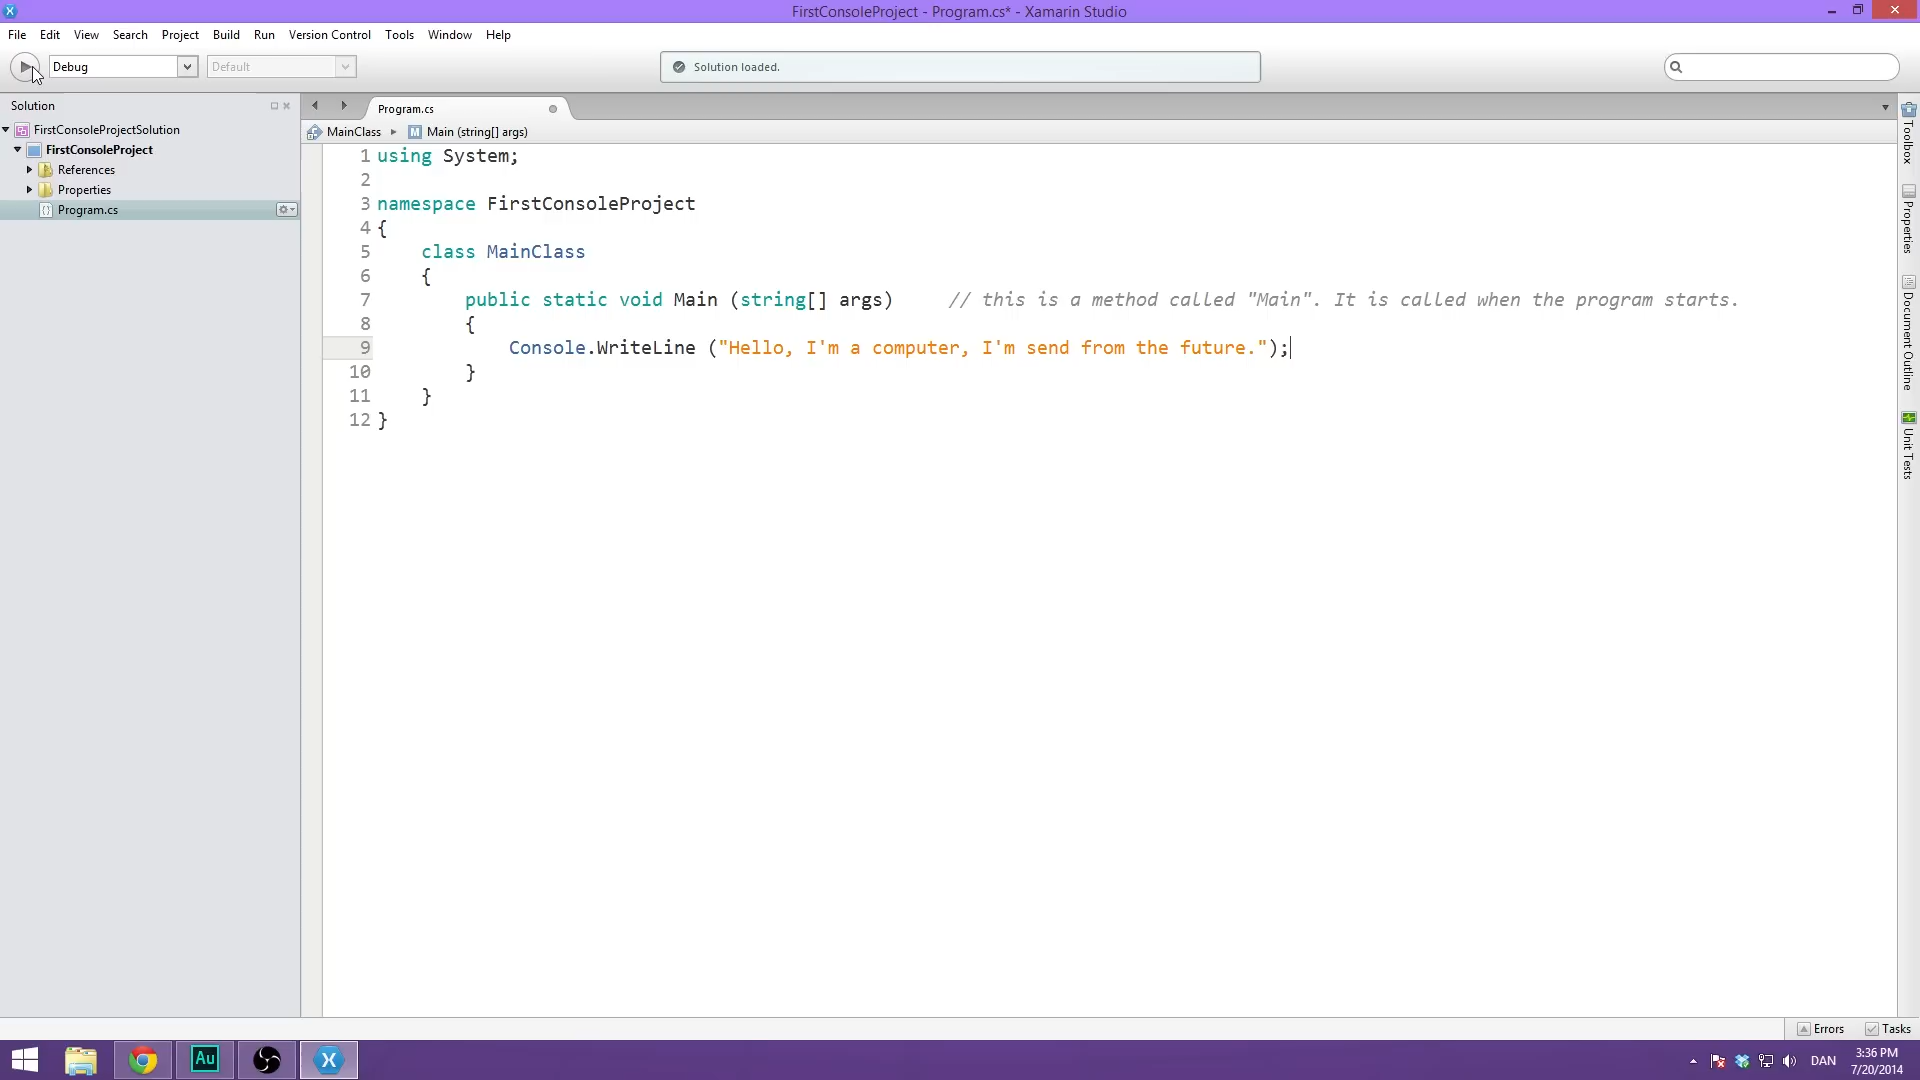 FirstConsoleProject - Program.cs* - Xamarin Studio
File Edit View Search Project Build Run Version Control Tools Window Help
Debug
Default
Solution loaded.
Solution
Program.cs
FirstConsoleProjectSolution
FirstConsoleProject
References
Properties
Program.cs
MainClass
M Main (string[] args)
1 using System;
2
3 namespace FirstConsoleProject
4 {
5 class MainClass
6 {
7 public static void Main (string[] args) // this is a method called "Main". It is called when the program starts.
8 {
9 Console.WriteLine ("Hello, I'm a computer, I'm send from the future.");
10 }
11 }
12 }
Toolbox
Properties
Document Outline
Unit Tests
Errors
Tasks
Au
X
DAN
3:36 PM
7/20/2014